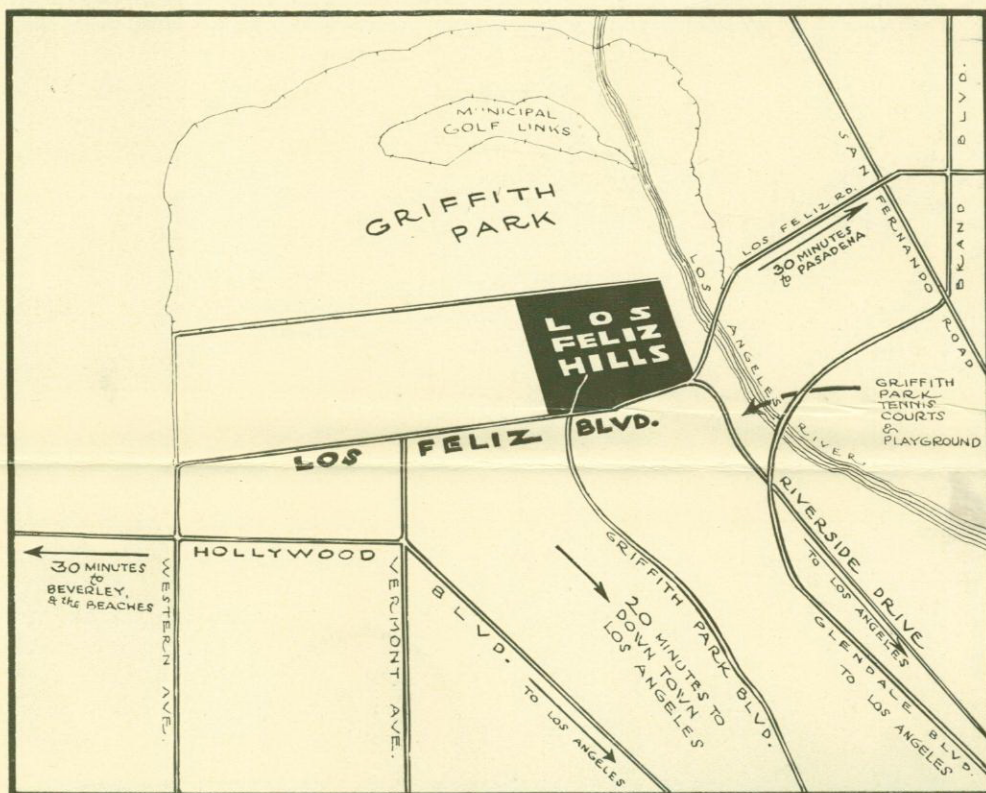 MUNICIPAL
GOLF LINKS
GRIFFITH
PARK
SAN
FERNANDO
ROAD
BRAND BLVD.
LOS FELIZ RD.
30 MINUTES
to
PASADENA
LOS
FELIZ
HILLS
LOS
ANGELES
RIVER.
GRIFFITH
PARK
TENNIS
COURTS
&
PLAYGROUND
LOS FELIZ BLVD.
30 MINUTES
to
BEVERLEY,
& the BEACHES
HOLLYWOOD
BLVD.
WESTERN AVE.
VERMONT AVE.
TO LOS ANGELES
GRIFFITH PARK BLVD.
20 MINUTES TO
DOWN TOWN
LOS ANGELES
RIVERSIDE DRIVE
TO LOS ANGELES
GLENDALE BLVD.
TO LOS ANGELES